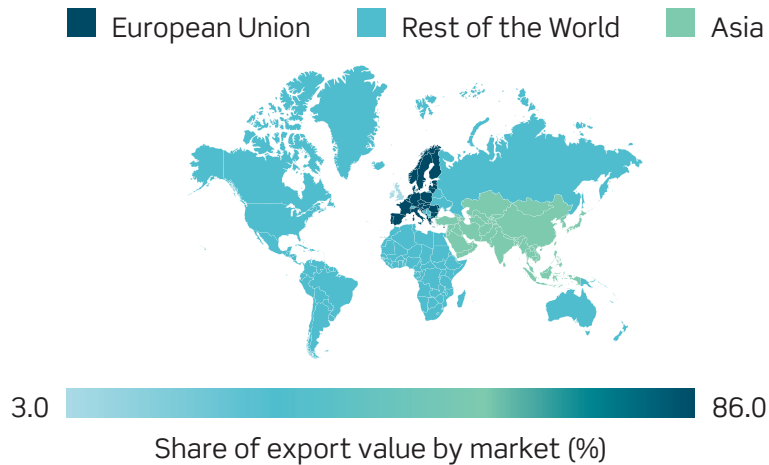 European Union
Rest of the World
Asia
3.0
86.0
Share of export value by market (%)